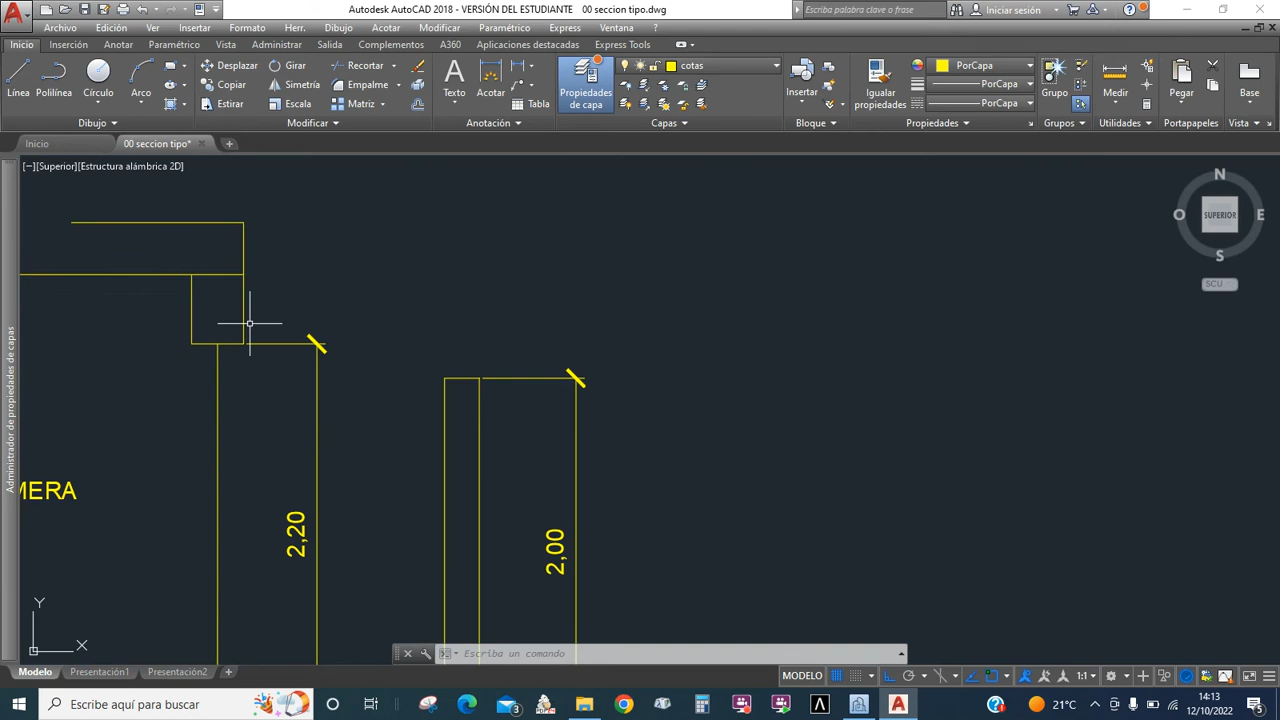 Autodesk AutoCAD 2018 - VERSIÓN DEL ESTUDIANTE 00 seccion tipo.dwg
Escriba palabra clave o frase
Iniciar sesión
Archivo Edición Ver Insertar Formato Herr. Dibujo Acotar Modificar Paramétrico Express Ventana ?
Inicio Inserción Anotar Paramétrico Vista Administrar Salida Complementos A360 Aplicaciones destacadas Express Tools
Línea Polilínea Círculo Arco
Desplazar Girar Recortar
Copiar Simetría Empalme
Estirar Escala Matriz
Texto Acotar Tabla
Propiedades de capa
cotas
Insertar
Igualar propiedades
PorCapa
PorCapa
PorCapa
Grupo Medir Pegar Base
Dibujo Modificar Anotación Capas Bloque Propiedades Grupos Utilidades Portapapeles Vista
Inicio 00 seccion tipo*
[−][Superior][Estructura alámbrica 2D]
N
O SUPERIOR E
S
SCU
Administrador de propiedades de capas
MERA
2,20
2,00
Y
X
Escriba un comando
Modelo Presentación1 Presentación2
MODELO 1:1
Escribe aquí para buscar
3
21°C
14:13
12/10/2022
5